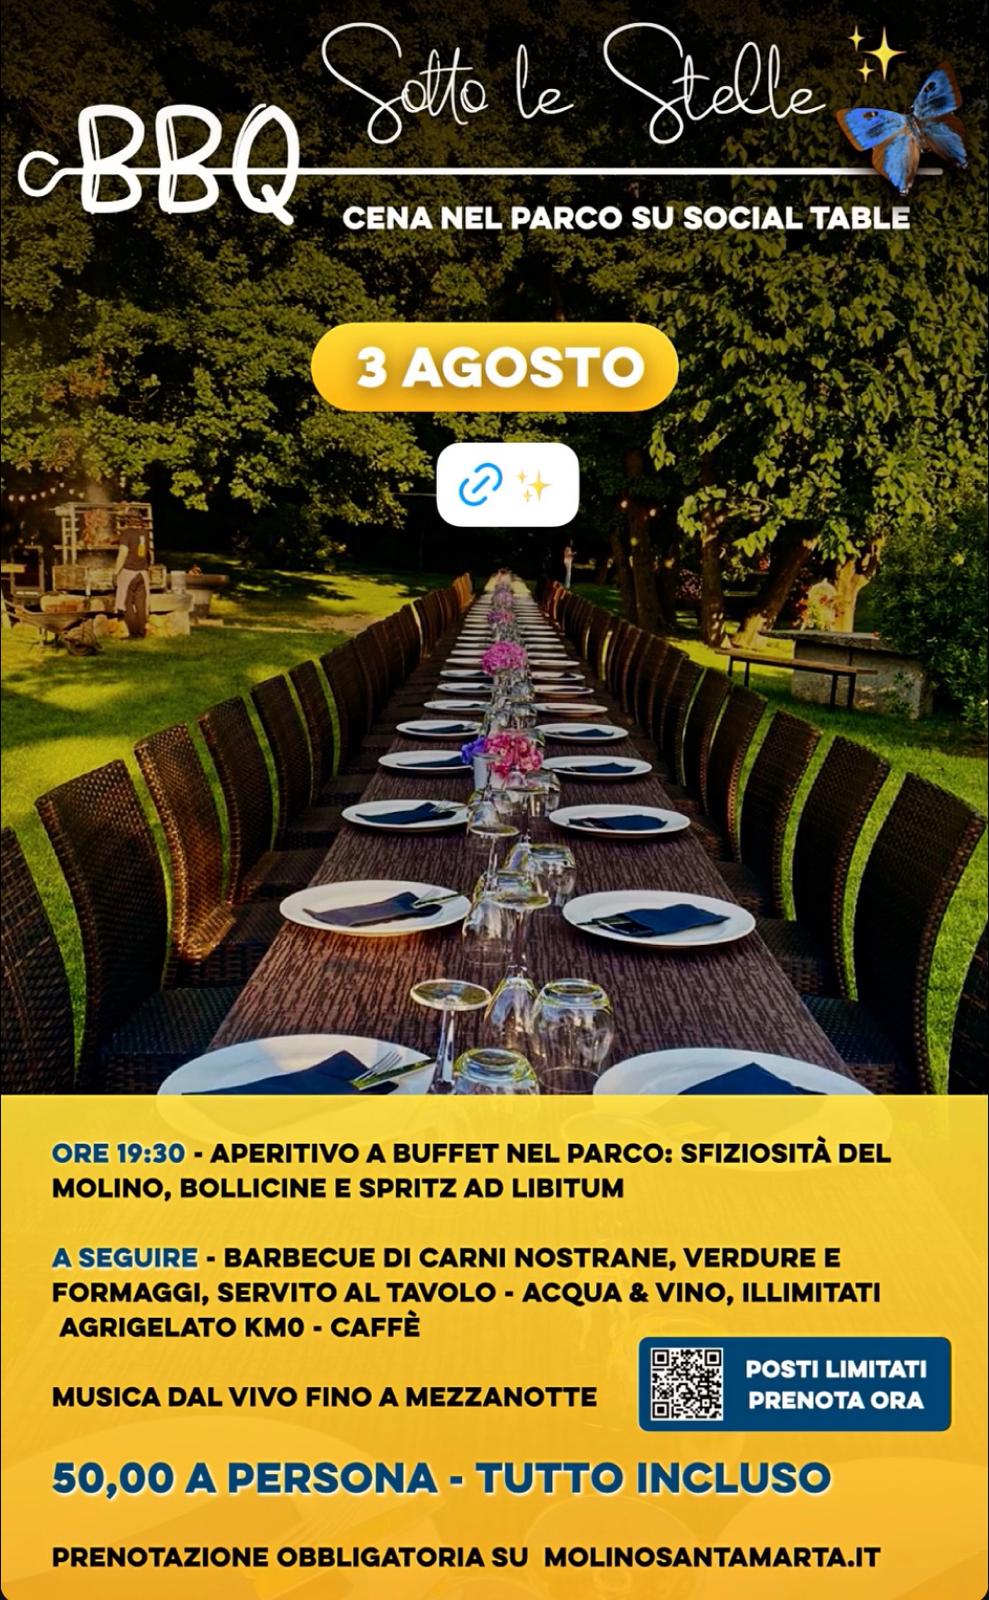 Sotto le Stelle
BBQ
CENA NEL PARCO SU SOCIAL TABLE
3 AGOSTO
ORE 19:30 - APERITIVO A BUFFET NEL PARCO: SFIZIOSITÀ DEL
MOLINO, BOLLICINE E SPRITZ AD LIBITUM
A SEGUIRE - BARBECUE DI CARNI NOSTRANE, VERDURE E
FORMAGGI, SERVITO AL TAVOLO - ACQUA & VINO, ILLIMITATI
AGRIGELATO KM0 - CAFFÈ
MUSICA DAL VIVO FINO A MEZZANOTTE
POSTI LIMITATI
PRENOTA ORA
50,00 A PERSONA - TUTTO INCLUSO
PRENOTAZIONE OBBLIGATORIA SU MOLINOSANTAMARTA.IT